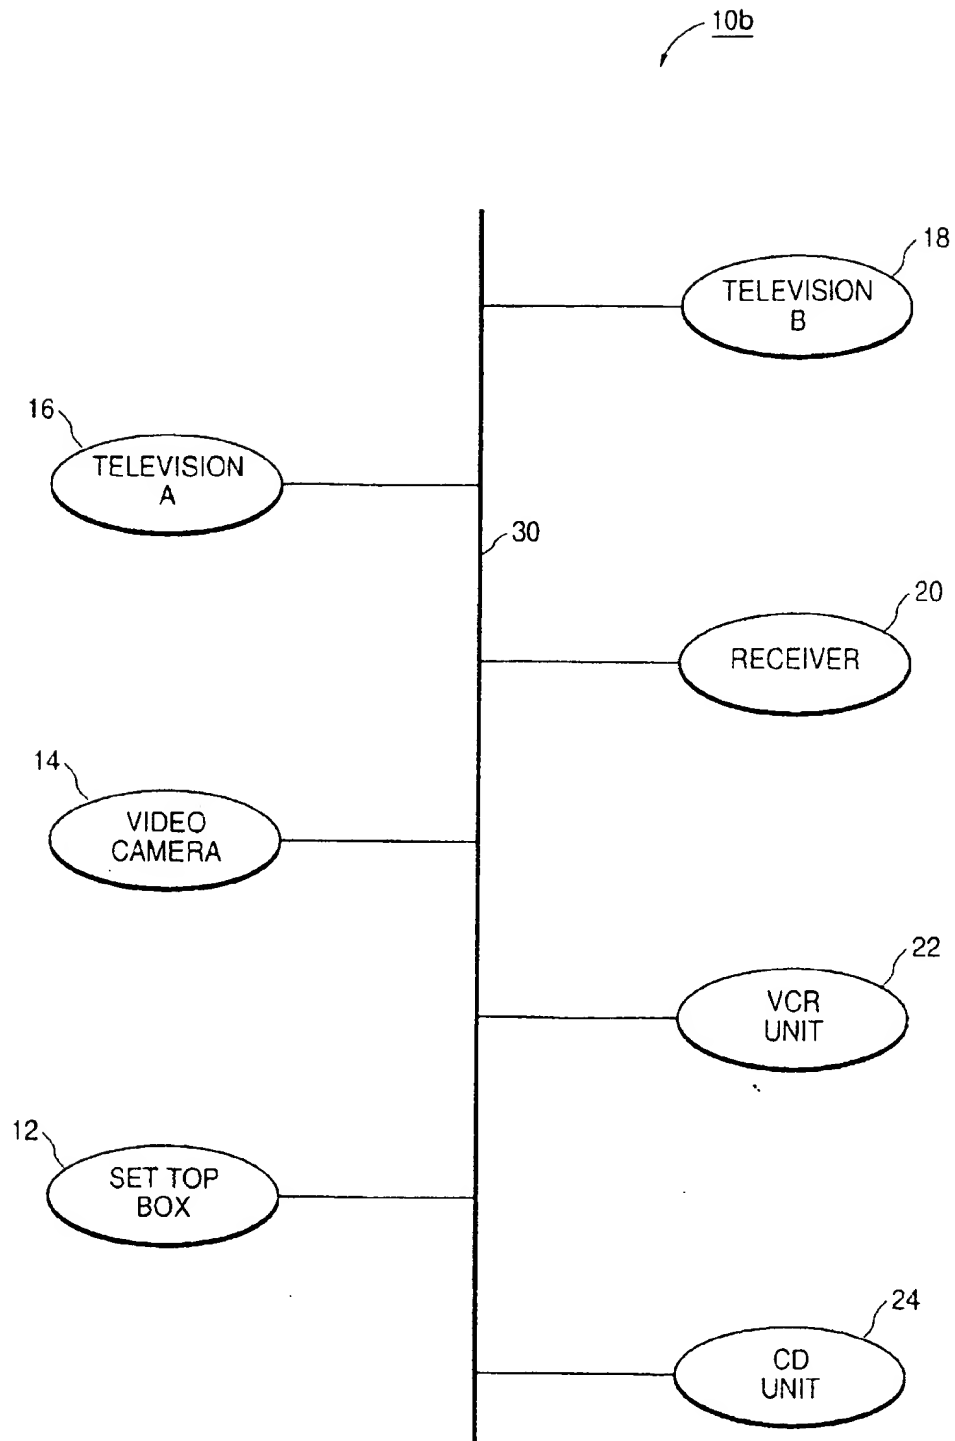 10b
18
TELEVISION
B
16
TELEVISION
A
30
20
RECEIVER
14
VIDEO
CAMERA
22
VCR
UNIT
12
SET TOP
BOX
24
CD
UNIT